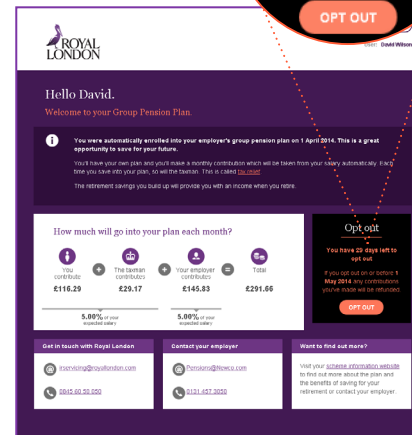 OPT OUT
ROYAL
LONDON
User: David Wilson
Hello David.
Welcome to your Group Pension Plan.
i
You were automatically enrolled into your employer's group pension plan on 1 April 2014. This is a great
opportunity to save for your future.
You'll have your own plan and you'll make a monthly contribution which will be taken from your salary automatically. Each
time you save into your plan, so will the taxman. This is called tax relief.
The retirement savings you build up will provide you with an income when you retire.
How much will go into your plan each month?
You
contribute
£116.29
+
The taxman
contributes
£29.17
+
Your employer
contributes
£145.83
=
Total
£291.66
5.00% of your
expected salary
5.00% of your
expected salary
Opt out
You have 29 days left to
opt out
If you opt out on or before 1
May 2014 any contributions
you've made will be refunded.
OPT OUT
Get in touch with Royal London
@ itservicing@royallondon.com
0845 60 50 050
Contact your employer
@ Pensions@Newco.com
0131 457 3050
Want to find out more?
Visit your scheme information website
to find out more about the plan and
the benefits of saving for your
retirement or contact your employer.